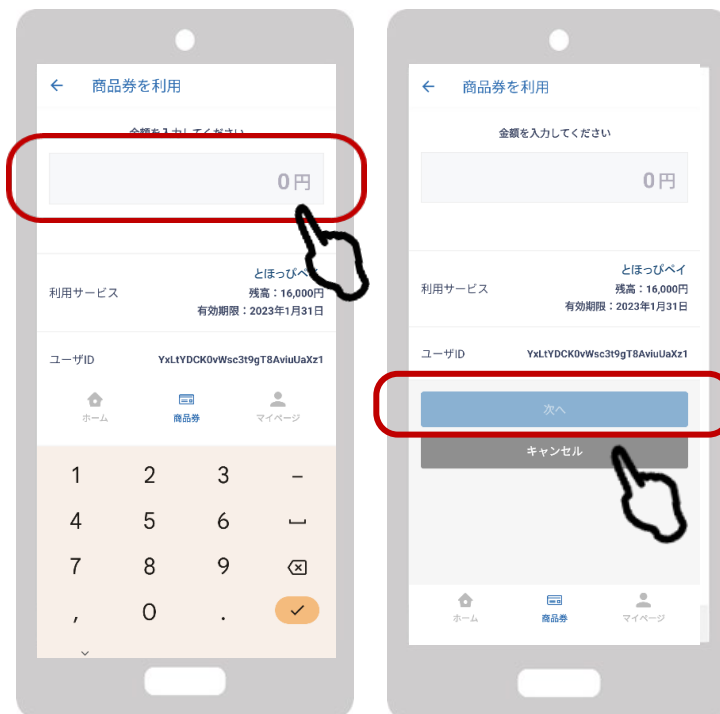 商品券を利用
金額を入力してください
0円
とほっぴペイ
利用サービス
残高：16,000円
有効期限：2023年1月31日
ユーザID
YxLtYDCK0vWsc3t9gT8AviuUaXz1
ホーム
商品券
マイページ
1 2 3 −
4 5 6
7 8 9
, 0 .
商品券を利用
金額を入力してください
0円
とほっぴペイ
利用サービス
残高：16,000円
有効期限：2023年1月31日
ユーザID
YxLtYDCK0vWsc3t9gT8AviuUaXz1
次へ
キャンセル
ホーム
商品券
マイページ